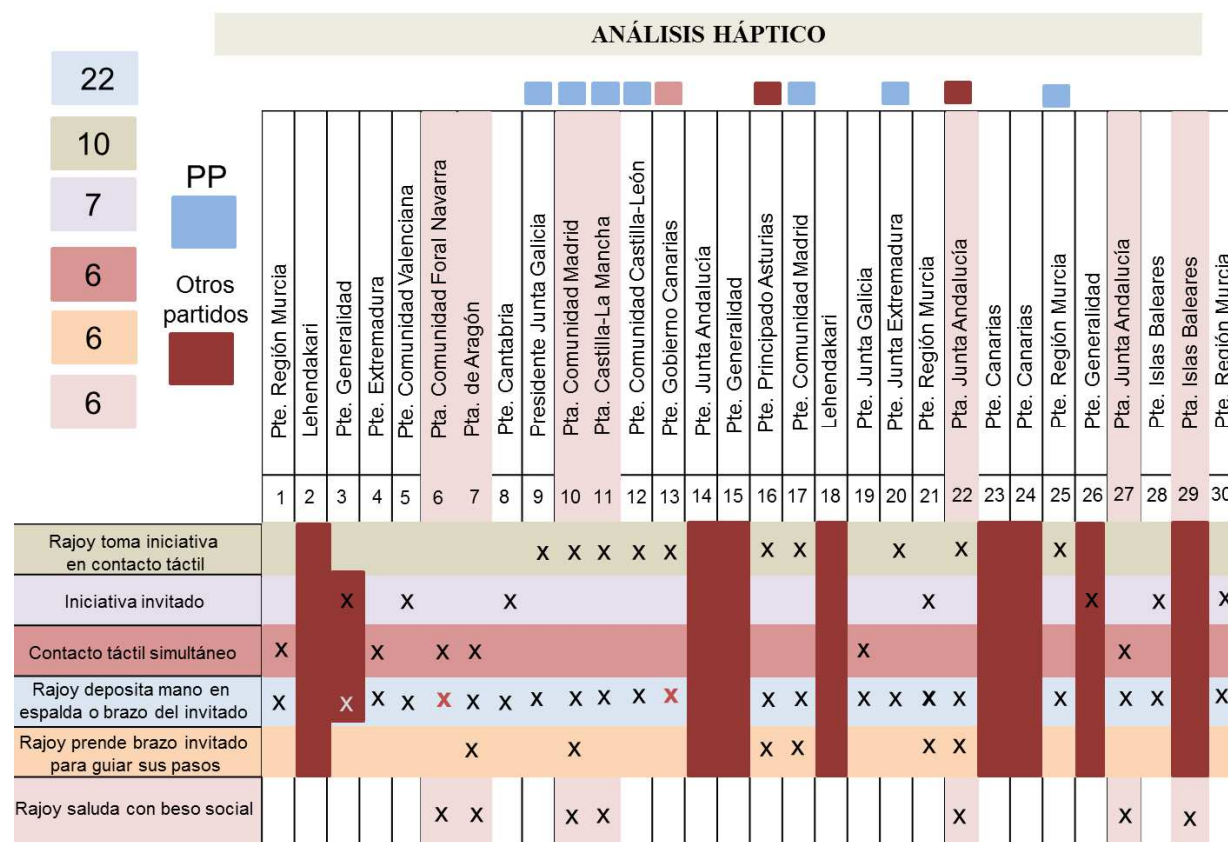 ANÁLISIS HÁPTICO
22
10
7
6
6
6
PP
Otros
partidos
Pte. Región Murcia
Lehendakari
Pte. Generalidad
Pte. Extremadura
Pte. Comunidad Valenciana
Pta. Comunidad Foral Navarra
Pta. de Aragón
Pte. Cantabria
Presidente Junta Galicia
Pta. Comunidad Madrid
Pta. Castilla-La Mancha
Pte. Comunidad Castilla-León
Pte. Gobierno Canarias
Pte. Junta Andalucía
Pte. Generalidad
Pte. Principado Asturias
Pte. Comunidad Madrid
Lehendakari
Pte. Junta Galicia
Pte. Junta Extremadura
Pte. Región Murcia
Pta. Junta Andalucía
Pte. Canarias
Pte. Canarias
Pte. Región Murcia
Pte. Generalidad
Pta. Junta Andalucía
Pte. Islas Baleares
Pta. Islas Baleares
Pte. Región Murcia
1 2 3 4 5 6 7 8 9 10 11 12 13 14 15 16 17 18 19 20 21 22 23 24 25 26 27 28 29 30
Rajoy toma iniciativa
en contacto táctil
x x x x x x x x x x
Iniciativa invitado
x x x x x x x
Contacto táctil simultáneo
x x x x x x
Rajoy deposita mano en
espalda o brazo del invitado
x x x x x x x x x x x x x x x x x x x x x x
Rajoy prende brazo invitado
para guiar sus pasos
x x x x x x
Rajoy saluda con beso social
x x x x x x x